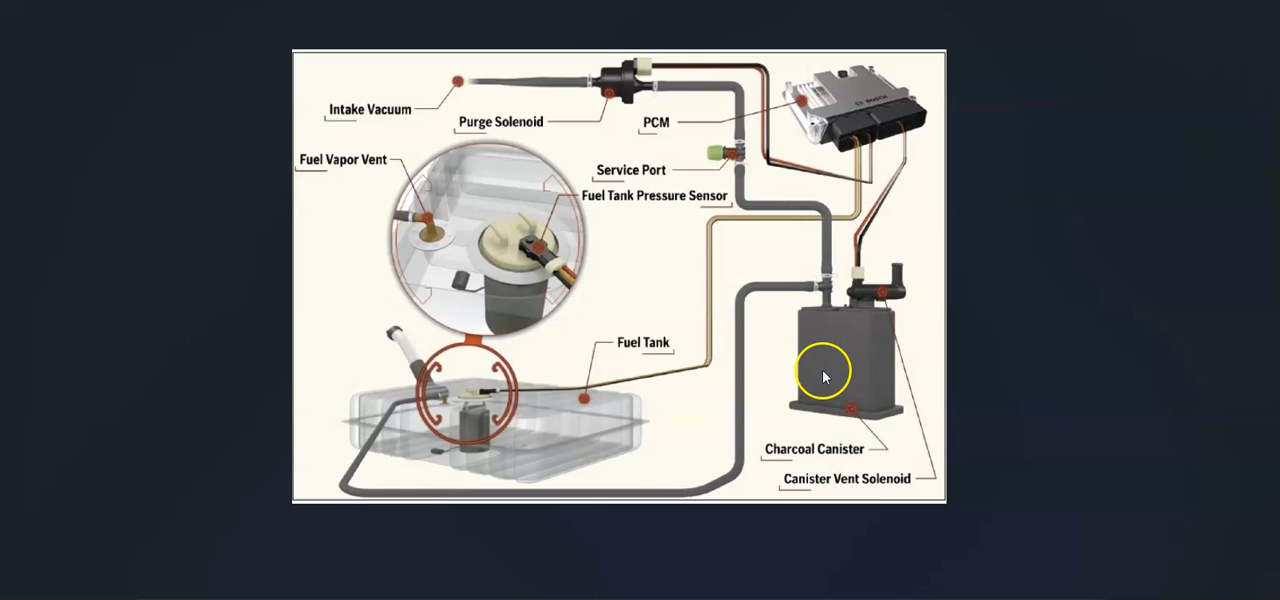 Intake Vacuum
Purge Solenoid
PCM
BOSCH
Fuel Vapor Vent
Service Port
Fuel Tank Pressure Sensor
Fuel Tank
Charcoal Canister
Canister Vent Solenoid